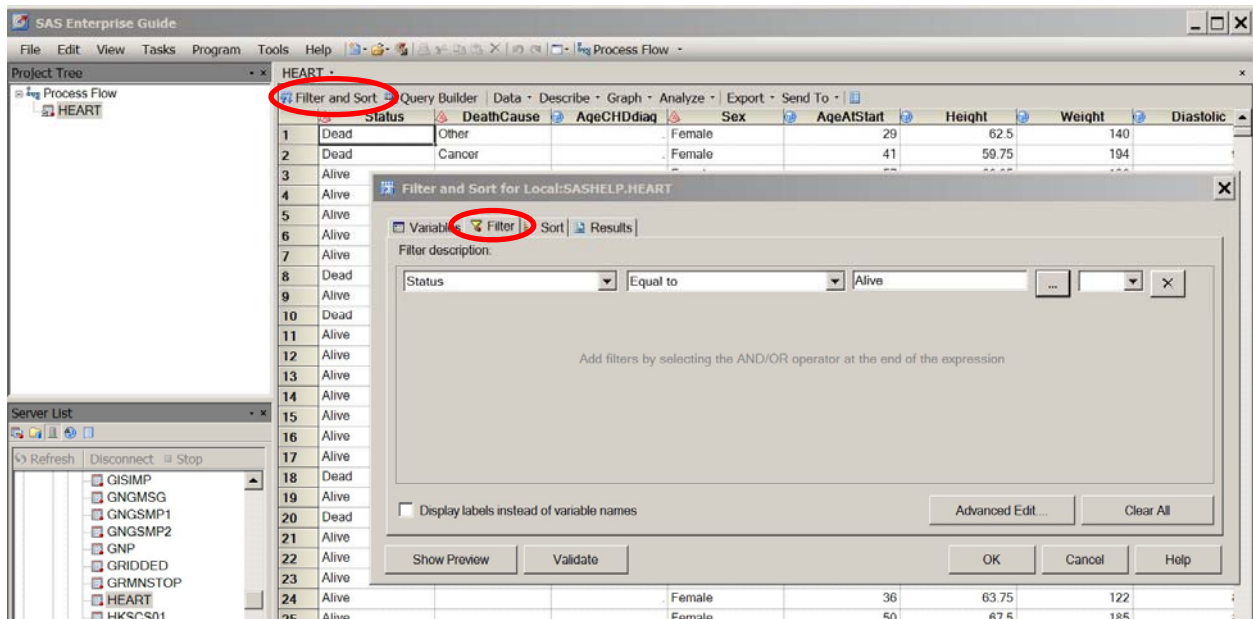 SAS Enterprise Guide
File Edit View Tasks Program Tools Help Process Flow
Project Tree
Process Flow
HEART
HEART
Filter and Sort Query Builder Data Describe Graph Analyze Export Send To
Status DeathCause AgeCHDdiag Sex AgeAtStart Height Weight Diastolic
1 Dead Other . Female 29 62.5 140
2 Dead Cancer . Female 41 59.75 194
3 Alive
4 Alive
5 Alive
6 Alive
7 Alive
8 Dead
9 Alive
10 Dead
11 Alive
12 Alive
13 Alive
14 Alive
15 Alive
16 Alive
17 Alive
18 Dead
19 Alive
20 Dead
21 Alive
22 Alive
23 Alive
24 Alive . Female 36 63.75 122
25 Alive Female 50 67.5 185
Filter and Sort for Local:SASHELP.HEART
Variables Filter Sort Results
Filter description:
Status Equal to Alive ...
Add filters by selecting the AND/OR operator at the end of the expression
Display labels instead of variable names
Advanced Edit... Clear All
Show Preview Validate OK Cancel Help
Server List
Refresh Disconnect Stop
GISIMP
GNGMSG
GNGSMP1
GNGSMP2
GNP
GRIDDED
GRMNSTOP
HEART
HKSCS01